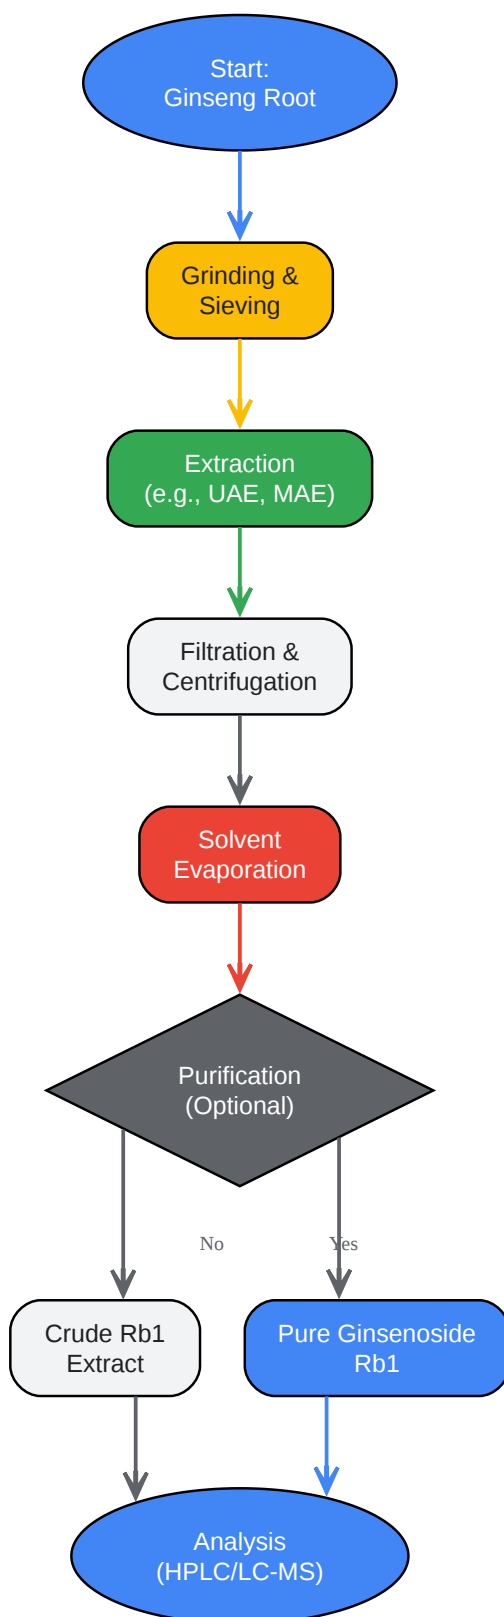 Start:
Ginseng Root
Grinding &
Sieving
Extraction
(e.g., UAE, MAE)
Filtration &
Centrifugation
Solvent
Evaporation
Purification
(Optional)
No
Yes
Crude Rb1
Extract
Pure Ginsenoside
Rb1
Analysis
(HPLC/LC-MS)